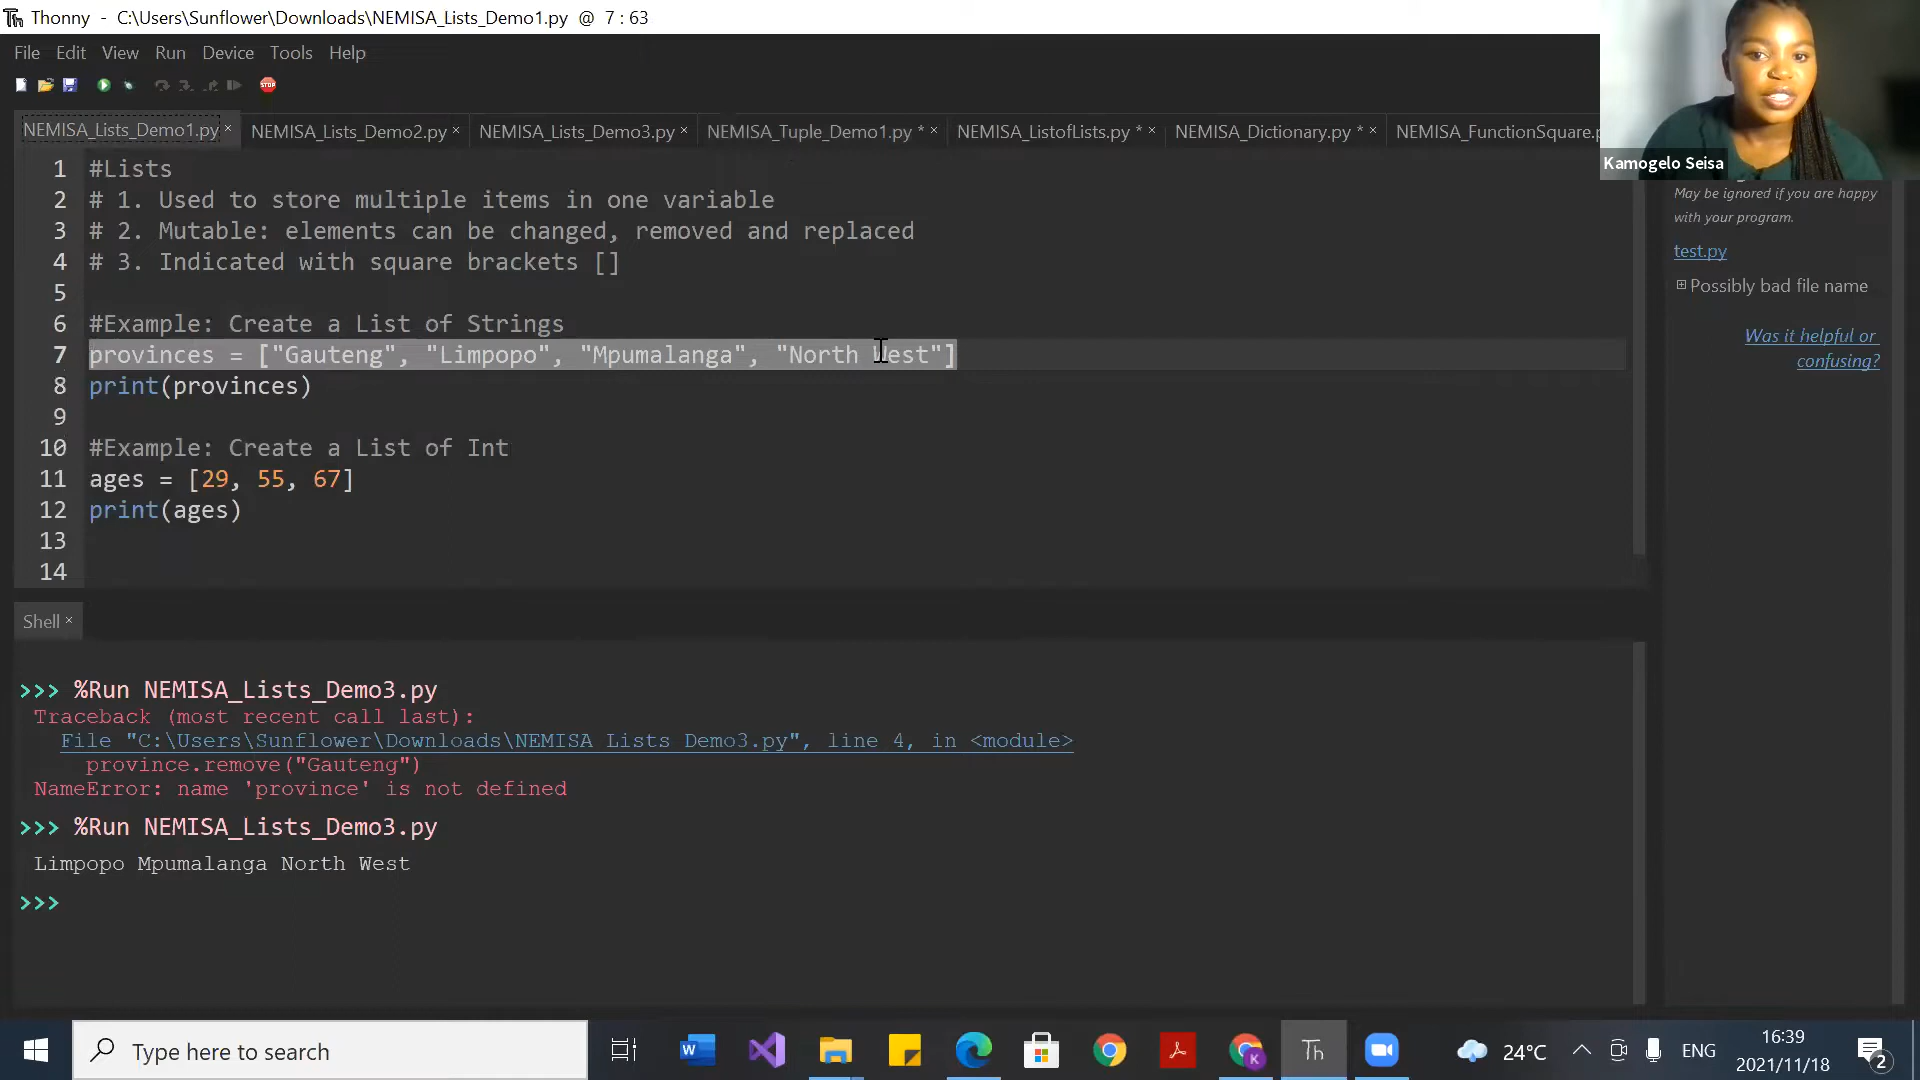 Thonny - C:\Users\Sunflower\Downloads\NEMISA_Lists_Demo1.py @ 7 : 63
File Edit View Run Device Tools Help
STOP
NEMISA_Lists_Demo1.py × NEMISA_Lists_Demo2.py × NEMISA_Lists_Demo3.py × NEMISA_Tuple_Demo1.py * × NEMISA_ListofLists.py * × NEMISA_Dictionary.py * × NEMISA_FunctionSquare.p
Kamogelo Seisa
1 #Lists
2 # 1. Used to store multiple items in one variable
3 # 2. Mutable: elements can be changed, removed and replaced
4 # 3. Indicated with square brackets []
5
6 #Example: Create a List of Strings
7 provinces = ["Gauteng", "Limpopo", "Mpumalanga", "North West"]
8 print(provinces)
9
10 #Example: Create a List of Int
11 ages = [29, 55, 67]
12 print(ages)
13
14
May be ignored if you are happy
with your program.
test.py
Possibly bad file name
Was it helpful or
confusing?
Shell ×
>>> %Run NEMISA_Lists_Demo3.py
Traceback (most recent call last):
File "C:\Users\Sunflower\Downloads\NEMISA_Lists_Demo3.py", line 4, in <module>
province.remove("Gauteng")
NameError: name 'province' is not defined
>>> %Run NEMISA_Lists_Demo3.py
Limpopo Mpumalanga North West
>>>
Type here to search
W
K
Th
24°C
ENG
16:39
2021/11/18
2